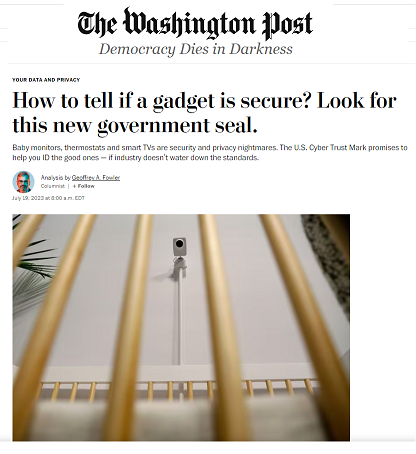 The Washington Post
Democracy Dies in Darkness
YOUR DATA AND PRIVACY
How to tell if a gadget is secure? Look for
this new government seal.
Baby monitors, thermostats and smart TVs are security and privacy nightmares. The U.S. Cyber Trust Mark promises to
help you ID the good ones — if industry doesn't water down the standards.
Analysis by Geoffrey A. Fowler
Columnist | + Follow
July 19, 2023 at 8:00 a.m. EDT